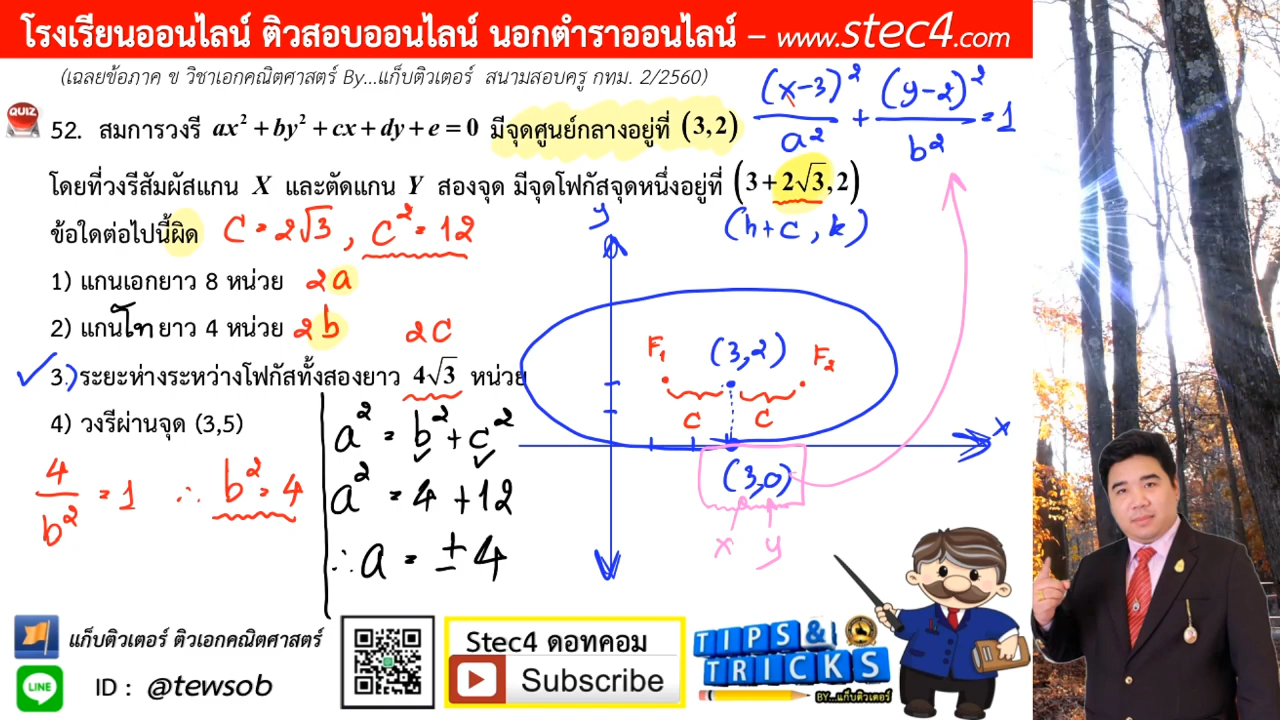 โรงเรียนออนไลน์ ติวสอบออนไลน์ นอกตำราออนไลน์ – www.stec4.com
(เฉลยข้อภาค ข วิชาเอกคณิตศาสตร์ By...แก็บติวเตอร์ สนามสอบครู กทม. 2/2560)
QUIZ
52. สมการวงรี ax² + by² + cx + dy + e = 0 มีจุดศูนย์กลางอยู่ที่ (3,2)
(x-3)²/a² + (y-2)²/b² = 1
โดยที่วงรีสัมผัสแกน X และตัดแกน Y สองจุด มีจุดโฟกัสจุดหนึ่งอยู่ที่ (3+2√3,2)
ข้อใดต่อไปนี้ผิด c = 2√3 , c² = 12
(h+c , k)
1) แกนเอกยาว 8 หน่วย 2a
2) แกนโทยาว 4 หน่วย 2b
2c
3.) ระยะห่างระหว่างโฟกัสทั้งสองยาว 4√3 หน่วย
4) วงรีผ่านจุด (3,5)
4/b² = 1 ∴ b² = 4
a² = b² + c²
a² = 4 + 12
∴ a = ± 4
y
F₁ (3,2) F₂
c c
x
(3,0)
x y
แก็บติวเตอร์ ติวเอกคณิตศาสตร์
LINE ID : @tewsob
Stec4 ดอทคอม
Subscribe
TIPS &
TRICKS
BY...แก็บติวเตอร์